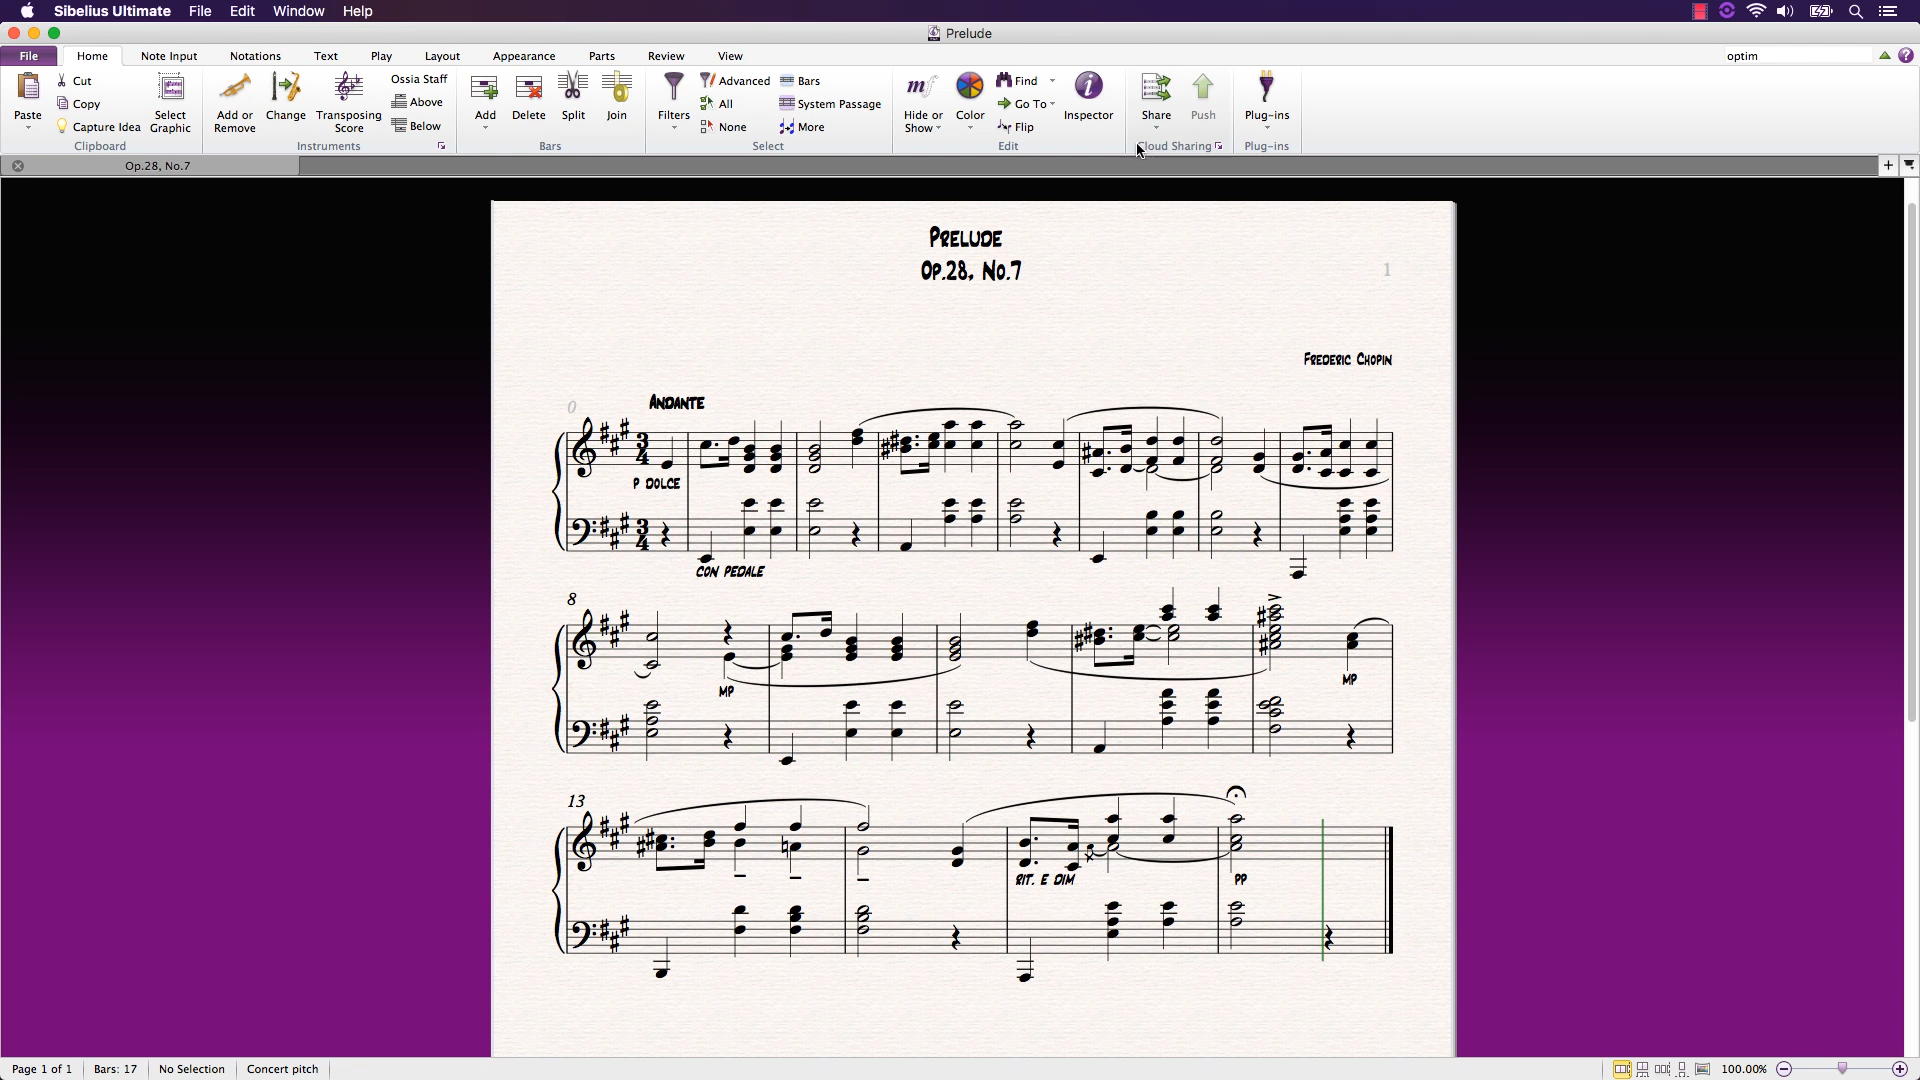 Sibelius Ultimate File Edit Window Help
Prelude
File Home Note Input Notations Text Play Layout Appearance Parts Review View optim
Paste Cut Copy Capture Idea Select Graphic
Clipboard
Add or Remove Change Transposing Score Ossia Staff Above Below
Instruments
Add Delete Split Join
Bars
Filters Advanced All None Bars System Passage More
Select
Hide or Show Color Find Go To Flip Inspector
Edit
Share Push
Cloud Sharing
Plug-ins
Plug-ins
Op.28, No.7
Prelude
Op.28, No.7
1
Frederic Chopin
0
Andante
3
4
P DOLCE
3
4
CON PEDALE
8
MP
MP
13
RIT. E DIM
PP
Page 1 of 1 Bars: 17 No Selection Concert pitch 100.00%